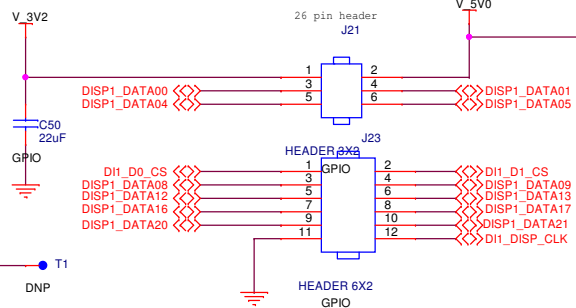 V_5V0
26 pin header
V_3V2
J21
1 2
DISP1_DATA00 3 4 DISP1_DATA01
DISP1_DATA04 5 6 DISP1_DATA05
C50
22uF
J23
HEADER 3X2
GPIO
GPIO
DI1_D0_CS 1 2 DI1_D1_CS
DISP1_DATA08 3 4 DISP1_DATA09
DISP1_DATA12 5 6 DISP1_DATA13
DISP1_DATA16 7 8 DISP1_DATA17
DISP1_DATA20 9 10 DISP1_DATA21
11 12 DI1_DISP_CLK
T1
DNP
HEADER 6X2
GPIO